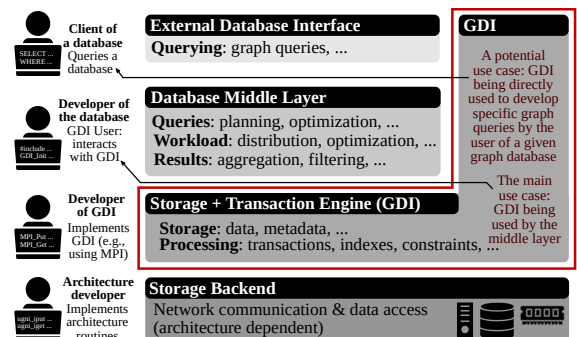 Client of
a database
Queries a
database
SELECT ...
WHERE ...
External Database Interface
Querying: graph queries, ...
GDI
A potential
use case: GDI
being directly
used to develop
specific graph
queries by the
user of a given
graph database
The main
use case:
GDI being
used by the
middle layer
Developer of
the database
GDI User:
interacts
with GDI
#include ...
GDI_Init ...
Database Middle Layer
Queries: planning, optimization, ...
Workload: distribution, optimization, ...
Results: aggregation, filtering, ...
Developer
of GDI
Implements
GDI (e.g.,
using MPI)
MPI_Put ...
MPI_Get ...
Storage + Transaction Engine (GDI)
Storage: data, metadata, ...
Processing: transactions, indexes, constraints, ...
Architecture
developer
Implements
architecture
routines
ugni_iput ...
ugni_iget ...
Storage Backend
Network communication & data access
(architecture dependent)